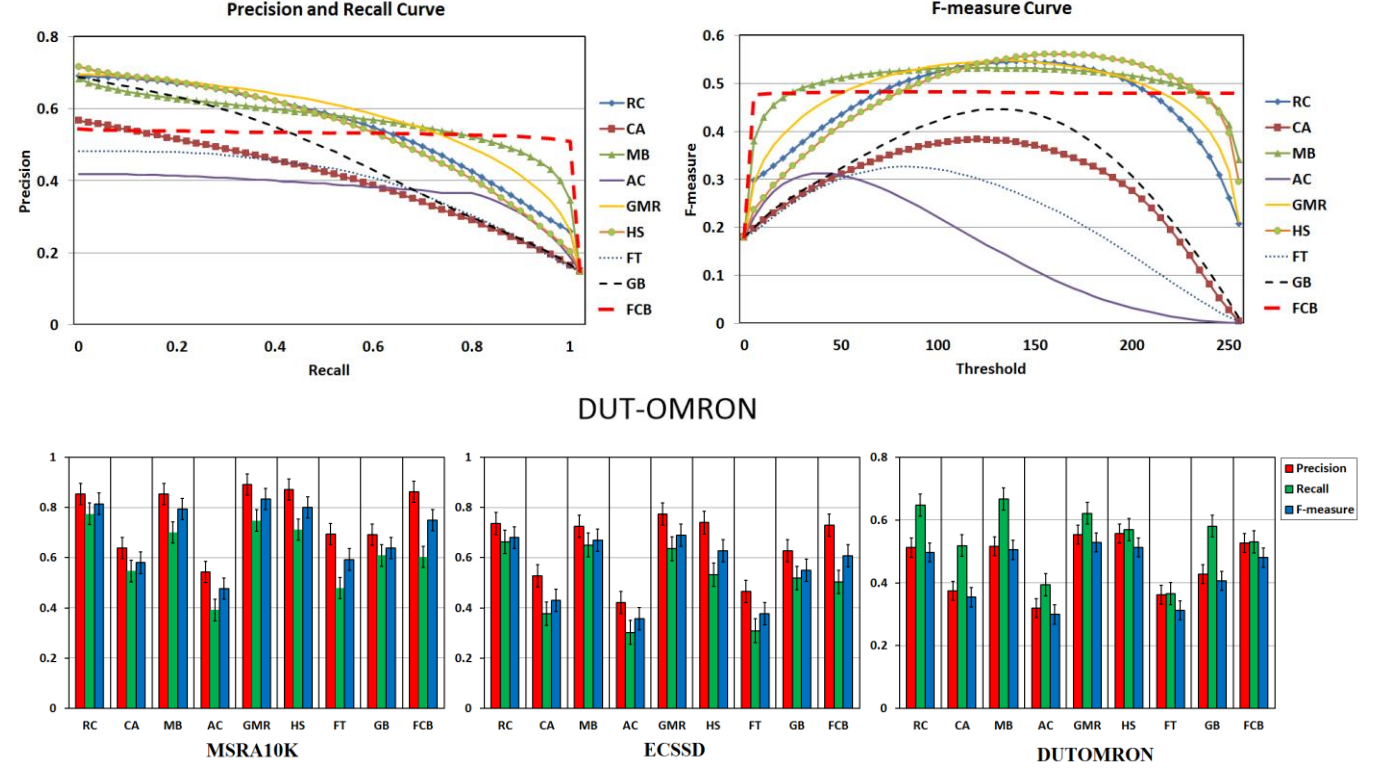 Precision and Recall Curve
0.8
0.6
0.4
0.2
0
Precision
0 0.2 0.4 0.6 0.8 1
Recall
RC
CA
MB
AC
GMR
HS
FT
GB
FCB
F-measure Curve
0.6
0.5
0.4
0.3
0.2
0.1
0
F-measure
0 50 100 150 200 250
Threshold
RC
CA
MB
AC
GMR
HS
FT
GB
FCB
DUT-OMRON
1
0.8
0.6
0.4
0.2
0
RC CA MB AC GMR HS FT GB FCB
MSRA10K
1
0.8
0.6
0.4
0.2
0
RC CA MB AC GMR HS FT GB FCB
ECSSD
0.8
0.6
0.4
0.2
0
RC CA MB AC GMR HS FT GB FCB
DUTOMRON
Precision
Recall
F-measure